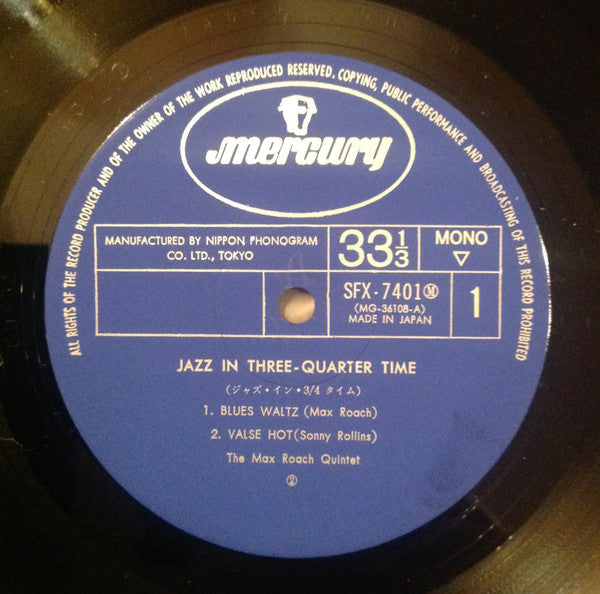 ALL RIGHTS OF THE RECORD PRODUCER AND OF THE OWNER OF THE WORK REPRODUCED RESERVED. COPYING, PUBLIC PERFORMANCE AND BROADCASTING OF THIS RECORD PROHIBITED
mercury
MANUFACTURED BY NIPPON PHONOGRAM
CO. LTD., TOKYO
33 1/3
MONO
▽
SFX-7401Ⓜ
(MG-36108-A)
MADE IN JAPAN
1
JAZZ IN THREE-QUARTER TIME
(ジャズ・イン・3/4 タイム)
1. BLUES WALTZ (Max Roach)
2. VALSE HOT (Sonny Rollins)
The Max Roach Quintet
②